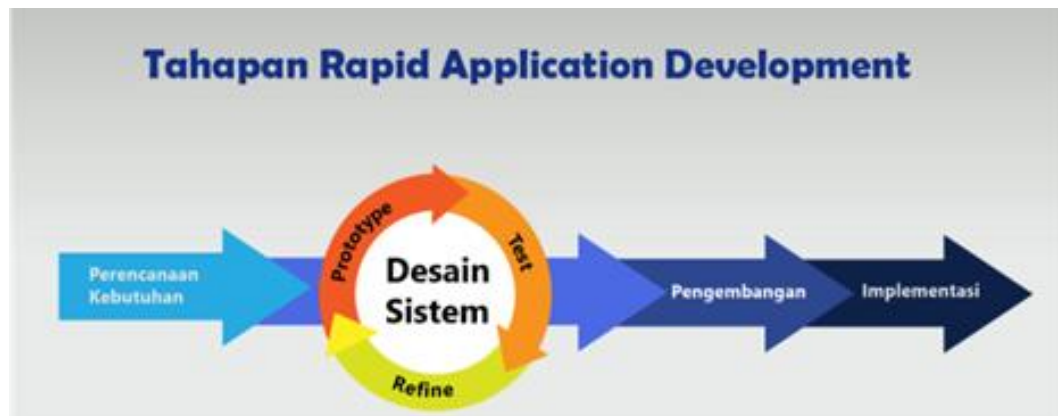 Tahapan Rapid Application Development
Perencanaan
Kebutuhan
Prototype
Test
Refine
Desain
Sistem
Pengembangan
Implementasi